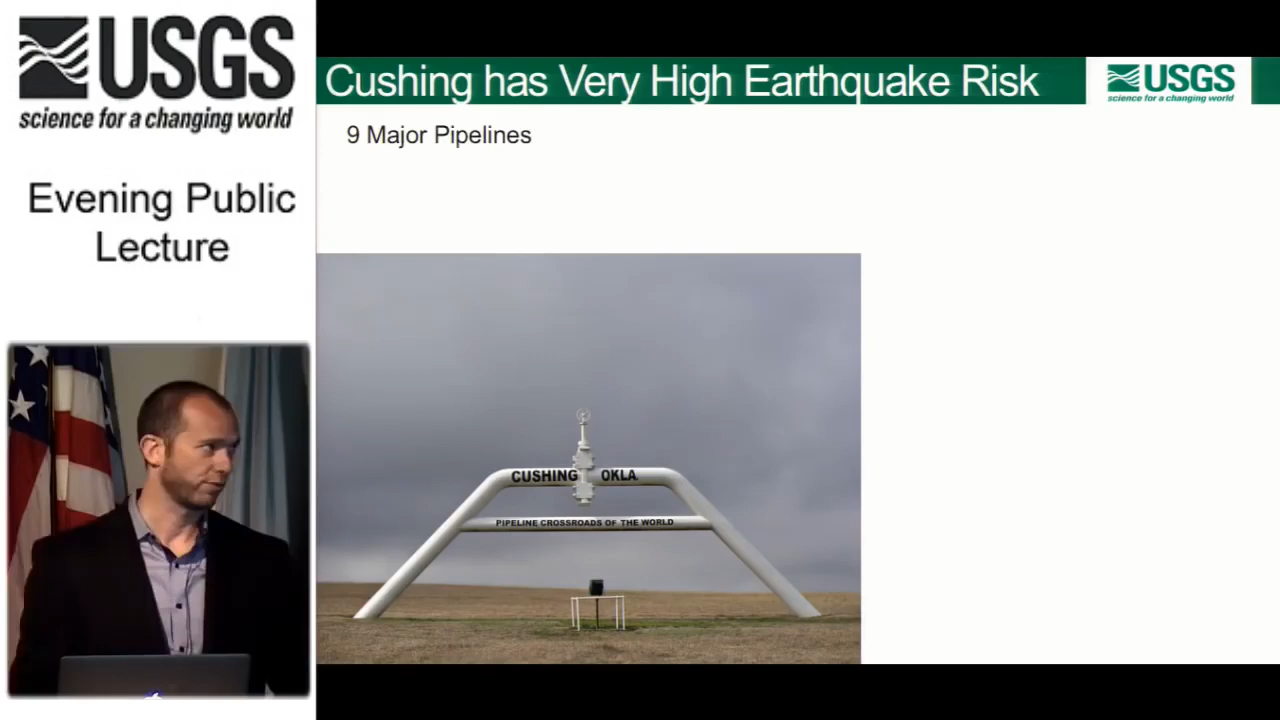 USGS
science for a changing world
Evening Public
Lecture
Cushing has Very High Earthquake Risk
USGS
science for a changing world
9 Major Pipelines
CUSHING OKLA.
PIPELINE CROSSROADS OF THE WORLD